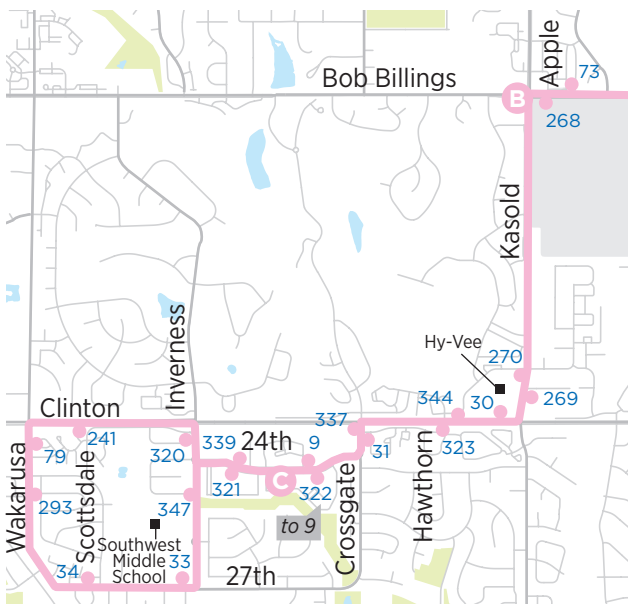 Bob Billings
Apple
73
B
268
Kasold
Hy-Vee
270
Inverness
344
30
269
Clinton
337
241
320
339
24th
9
31
Hawthorn
323
79
Wakarusa
Scottsdale
321
C
322
Crossgate
293
347
to 9
Southwest
Middle
School
34
33
27th